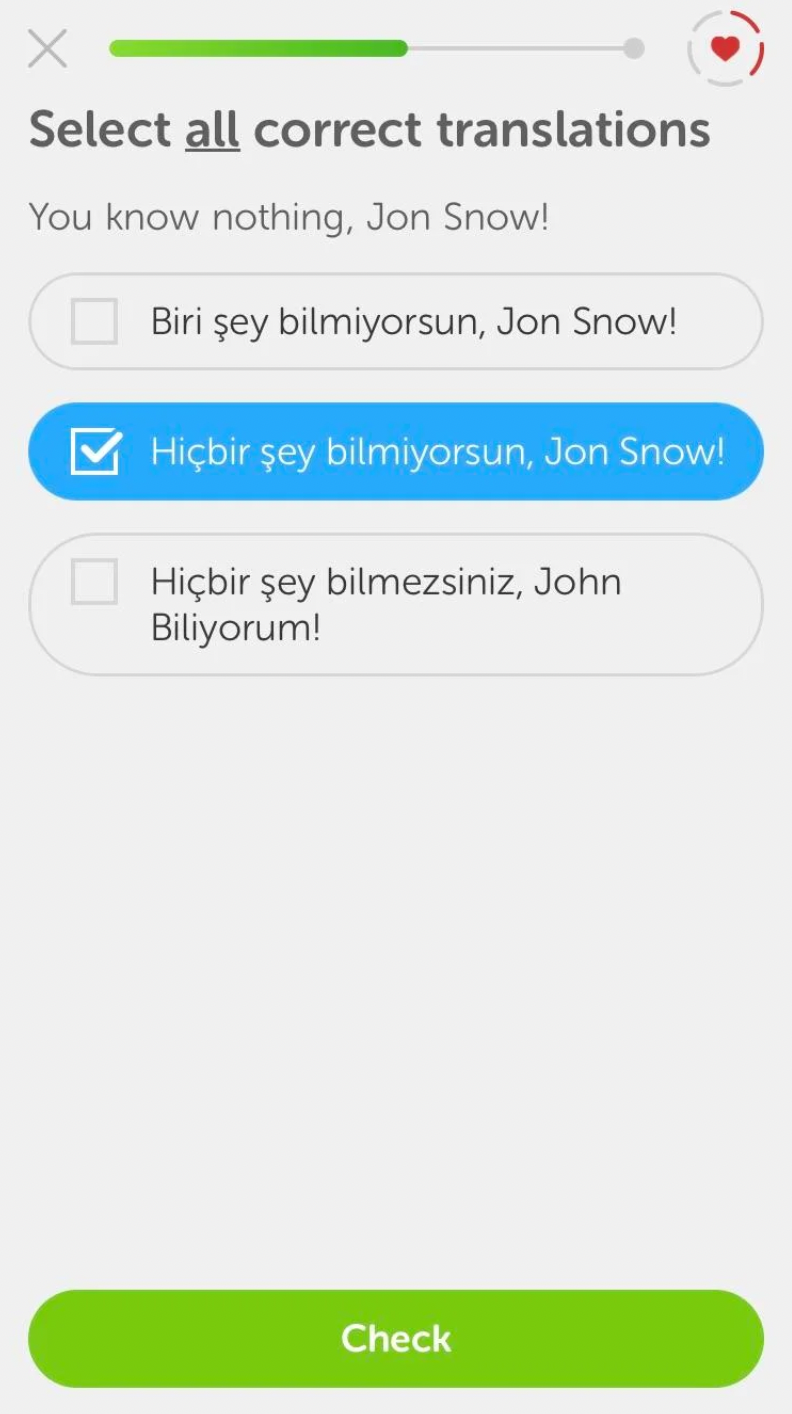 Select all correct translations
You know nothing, Jon Snow!
Biri şey bilmiyorsun, Jon Snow!
Hiçbir şey bilmiyorsun, Jon Snow!
Hiçbir şey bilmezsiniz, John
Biliyorum!
Check